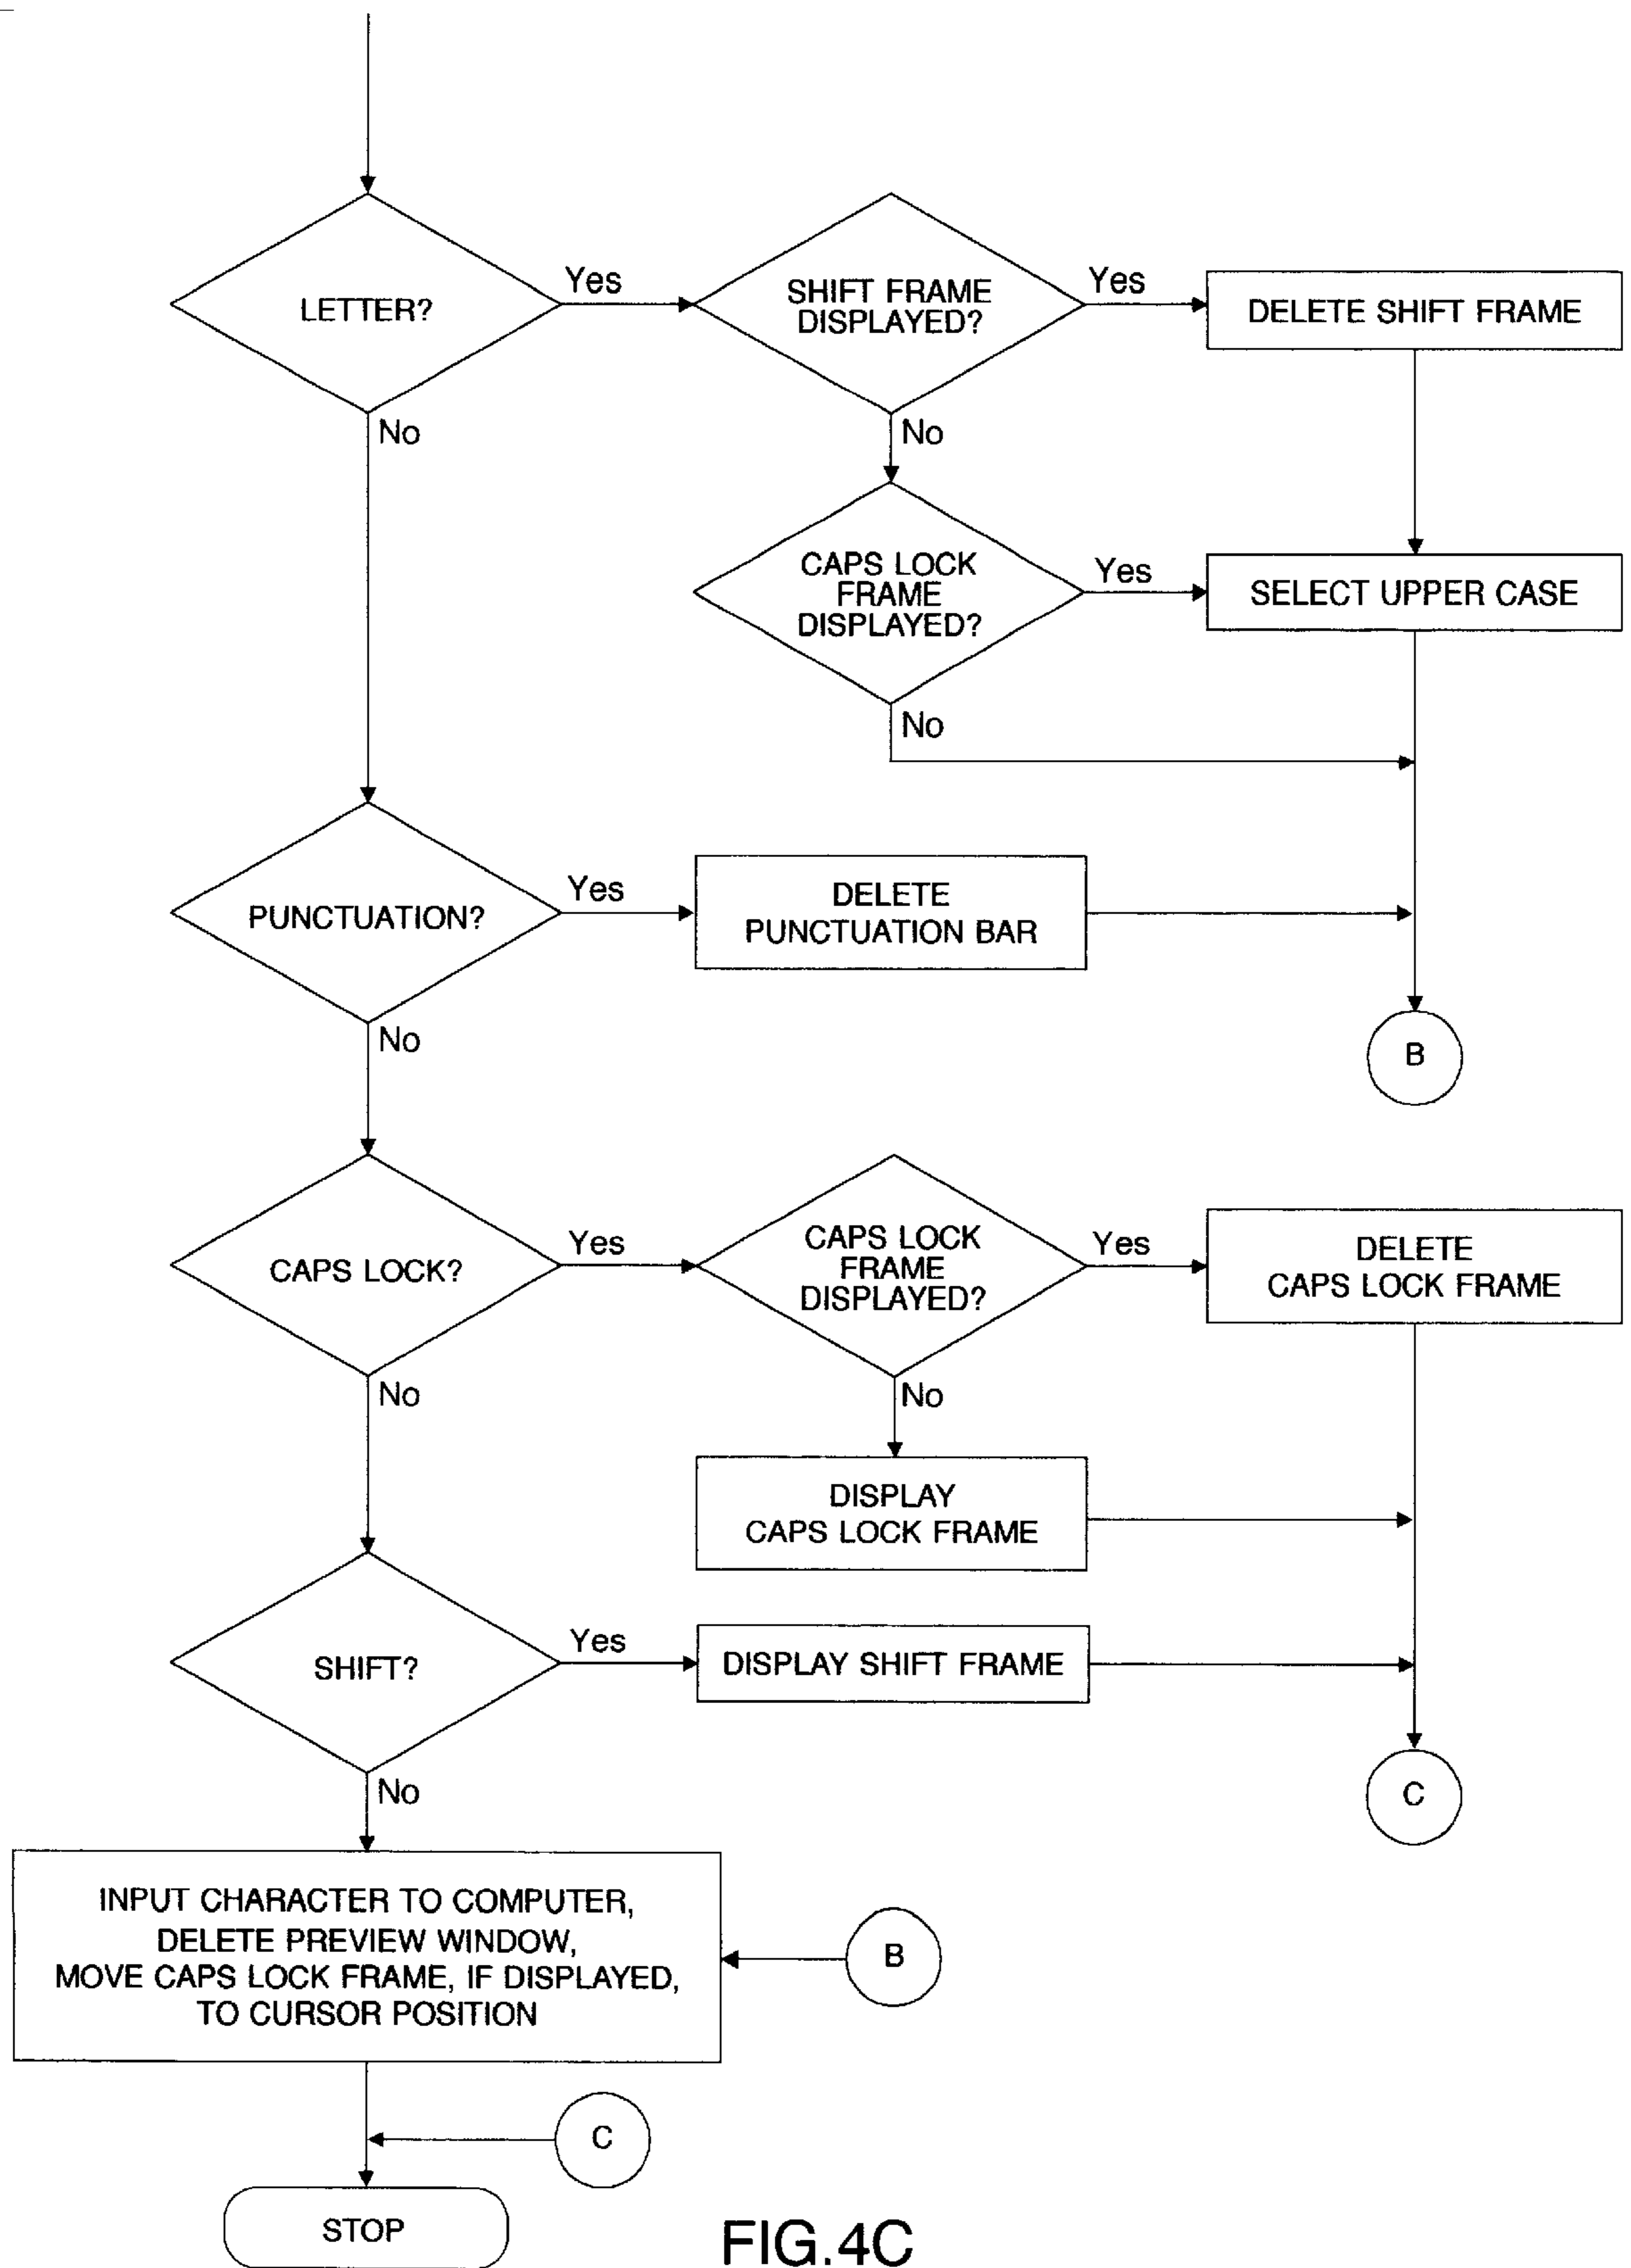 LETTER?
Yes
SHIFT FRAME
DISPLAYED?
Yes
DELETE SHIFT FRAME
No
No
CAPS LOCK
FRAME
DISPLAYED?
Yes
SELECT UPPER CASE
No
PUNCTUATION?
Yes
DELETE
PUNCTUATION BAR
No
B
CAPS LOCK?
Yes
CAPS LOCK
FRAME
DISPLAYED?
Yes
DELETE
CAPS LOCK FRAME
No
No
DISPLAY
CAPS LOCK FRAME
SHIFT?
Yes
DISPLAY SHIFT FRAME
No
C
INPUT CHARACTER TO COMPUTER,
DELETE PREVIEW WINDOW,
MOVE CAPS LOCK FRAME, IF DISPLAYED,
TO CURSOR POSITION
B
C
STOP
FIG.4C